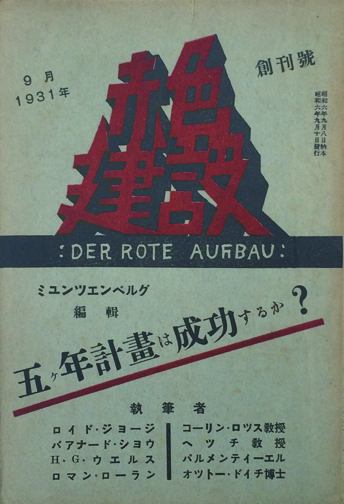 9月
1931年
創刊號
昭和六年九月八日納本
昭和六年九月十日發行
赤色
建設
:DER ROTE AUFBAU:
ミユンツエンベルグ
編輯
五ヶ年計畫は成功するか?
執筆者
ロイド・ジョージ
バアナード・ショウ
H・G・ウエルス
ロマン・ローラン
コーリン・ロツス教授
ヘツチ教授
パルメンティーエル
オツトー・ドイチ博士